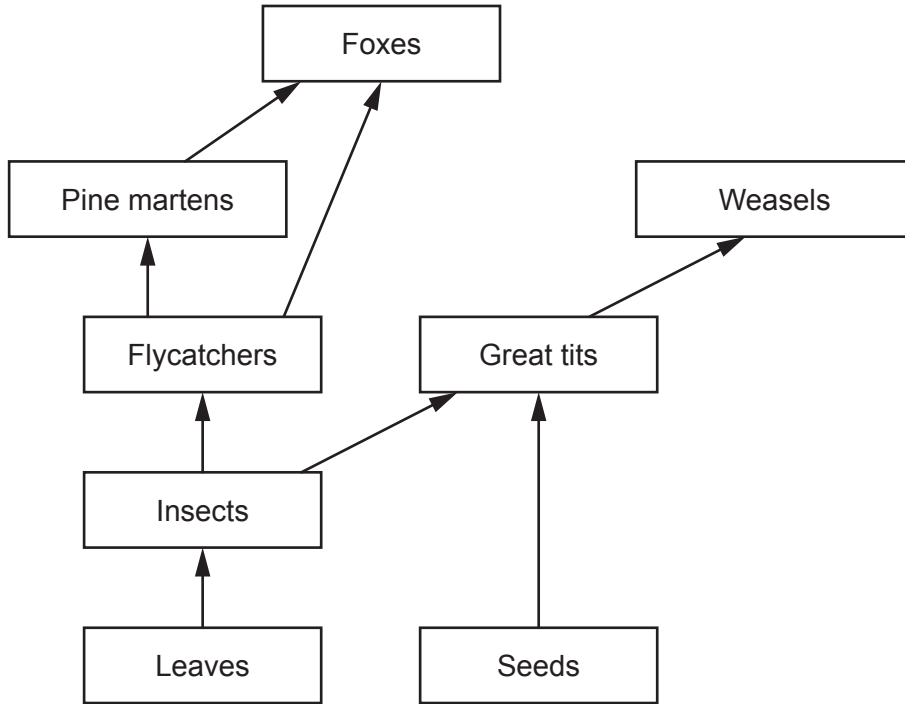 Foxes
Pine martens
Weasels
Flycatchers
Great tits
Insects
Leaves
Seeds